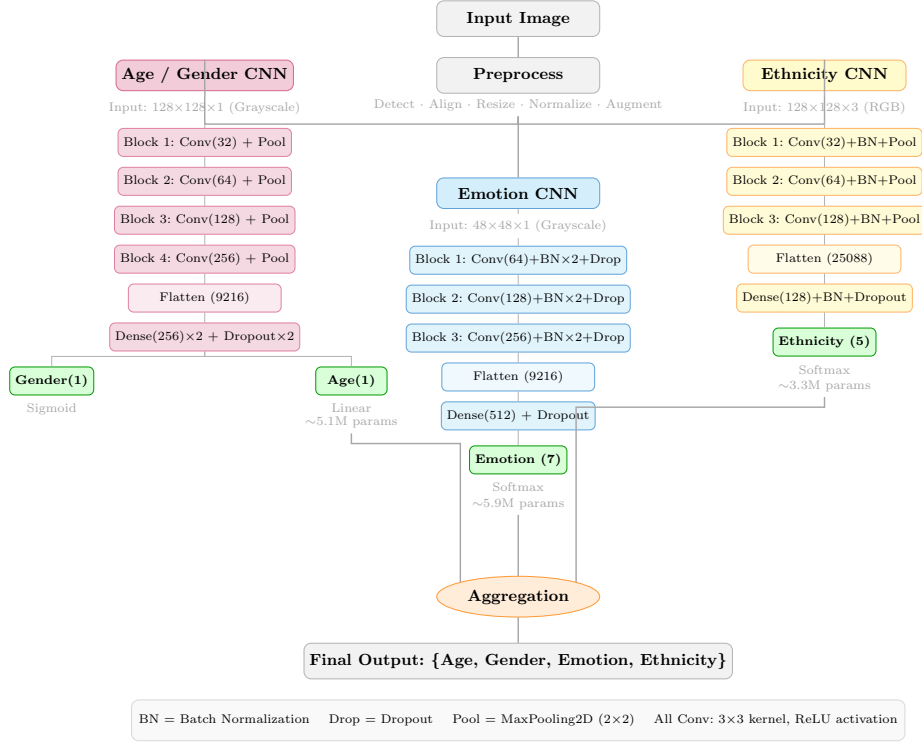 Input Image
Preprocess
Detect · Align · Resize · Normalize · Augment
Age / Gender CNN
Input: 128×128×1 (Grayscale)
Block 1: Conv(32) + Pool
Block 2: Conv(64) + Pool
Block 3: Conv(128) + Pool
Block 4: Conv(256) + Pool
Flatten (9216)
Dense(256)×2 + Dropout×2
Gender(1)
Sigmoid
Age(1)
Linear
~5.1M params
Emotion CNN
Input: 48×48×1 (Grayscale)
Block 1: Conv(64)+BN×2+Drop
Block 2: Conv(128)+BN×2+Drop
Block 3: Conv(256)+BN×2+Drop
Flatten (9216)
Dense(512) + Dropout
Emotion (7)
Softmax
~5.9M params
Ethnicity CNN
Input: 128×128×3 (RGB)
Block 1: Conv(32)+BN+Pool
Block 2: Conv(64)+BN+Pool
Block 3: Conv(128)+BN+Pool
Flatten (25088)
Dense(128)+BN+Dropout
Ethnicity (5)
Softmax
~3.3M params
Aggregation
Final Output: {Age, Gender, Emotion, Ethnicity}
BN = Batch Normalization Drop = Dropout Pool = MaxPooling2D (2×2) All Conv: 3×3 kernel, ReLU activation